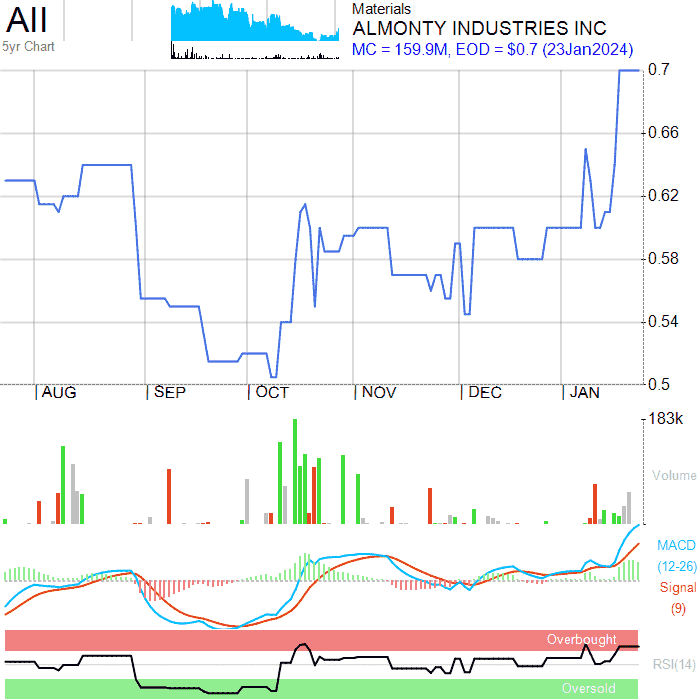 AII
5yr Chart
Materials
ALMONTY INDUSTRIES INC
MC = 159.9M, EOD = $0.7 (23Jan2024)
0.7
0.66
0.62
0.58
0.54
0.5
AUG SEP OCT NOV DEC JAN
183k
Volume
MACD
(12-26)
Signal
(9)
Overbought
RSI(14)
Oversold